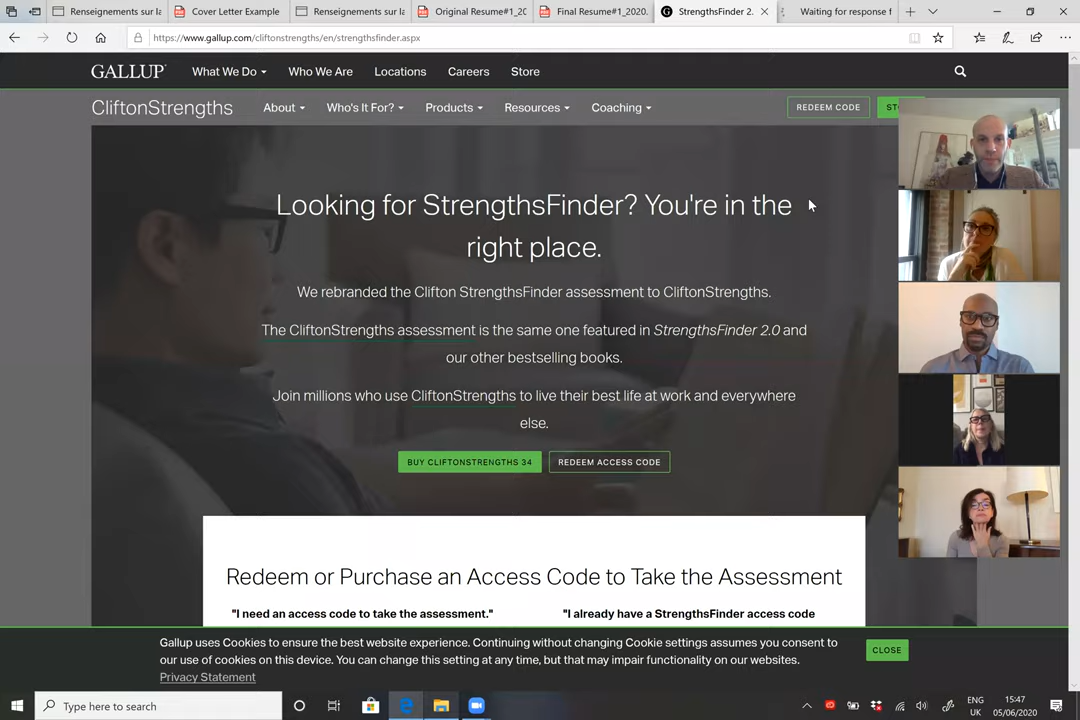 Renseignements sur la
Cover Letter Example
Renseignements sur la
Original Resume#1_20
Final Resume#1_2020.
StrengthsFinder 2.
Waiting for response f
https://www.gallup.com/cliftonstrengths/en/strengthsfinder.aspx
GALLUP
What We Do
Who We Are
Locations
Careers
Store
CliftonStrengths
About
Who's It For?
Products
Resources
Coaching
REDEEM CODE
Looking for StrengthsFinder? You're in the
right place.
We rebranded the Clifton StrengthsFinder assessment to CliftonStrengths.
The CliftonStrengths assessment is the same one featured in StrengthsFinder 2.0 and
our other bestselling books.
Join millions who use CliftonStrengths to live their best life at work and everywhere
else.
BUY CLIFTONSTRENGTHS 34
REDEEM ACCESS CODE
Redeem or Purchase an Access Code to Take the Assessment
"I need an access code to take the assessment."
"I already have a StrengthsFinder access code
Gallup uses Cookies to ensure the best website experience. Continuing without changing Cookie settings assumes you consent to
our use of cookies on this device. You can change this setting at any time, but that may impair functionality on our websites.
Privacy Statement
CLOSE
Type here to search
ENG
UK
15:47
05/06/2020